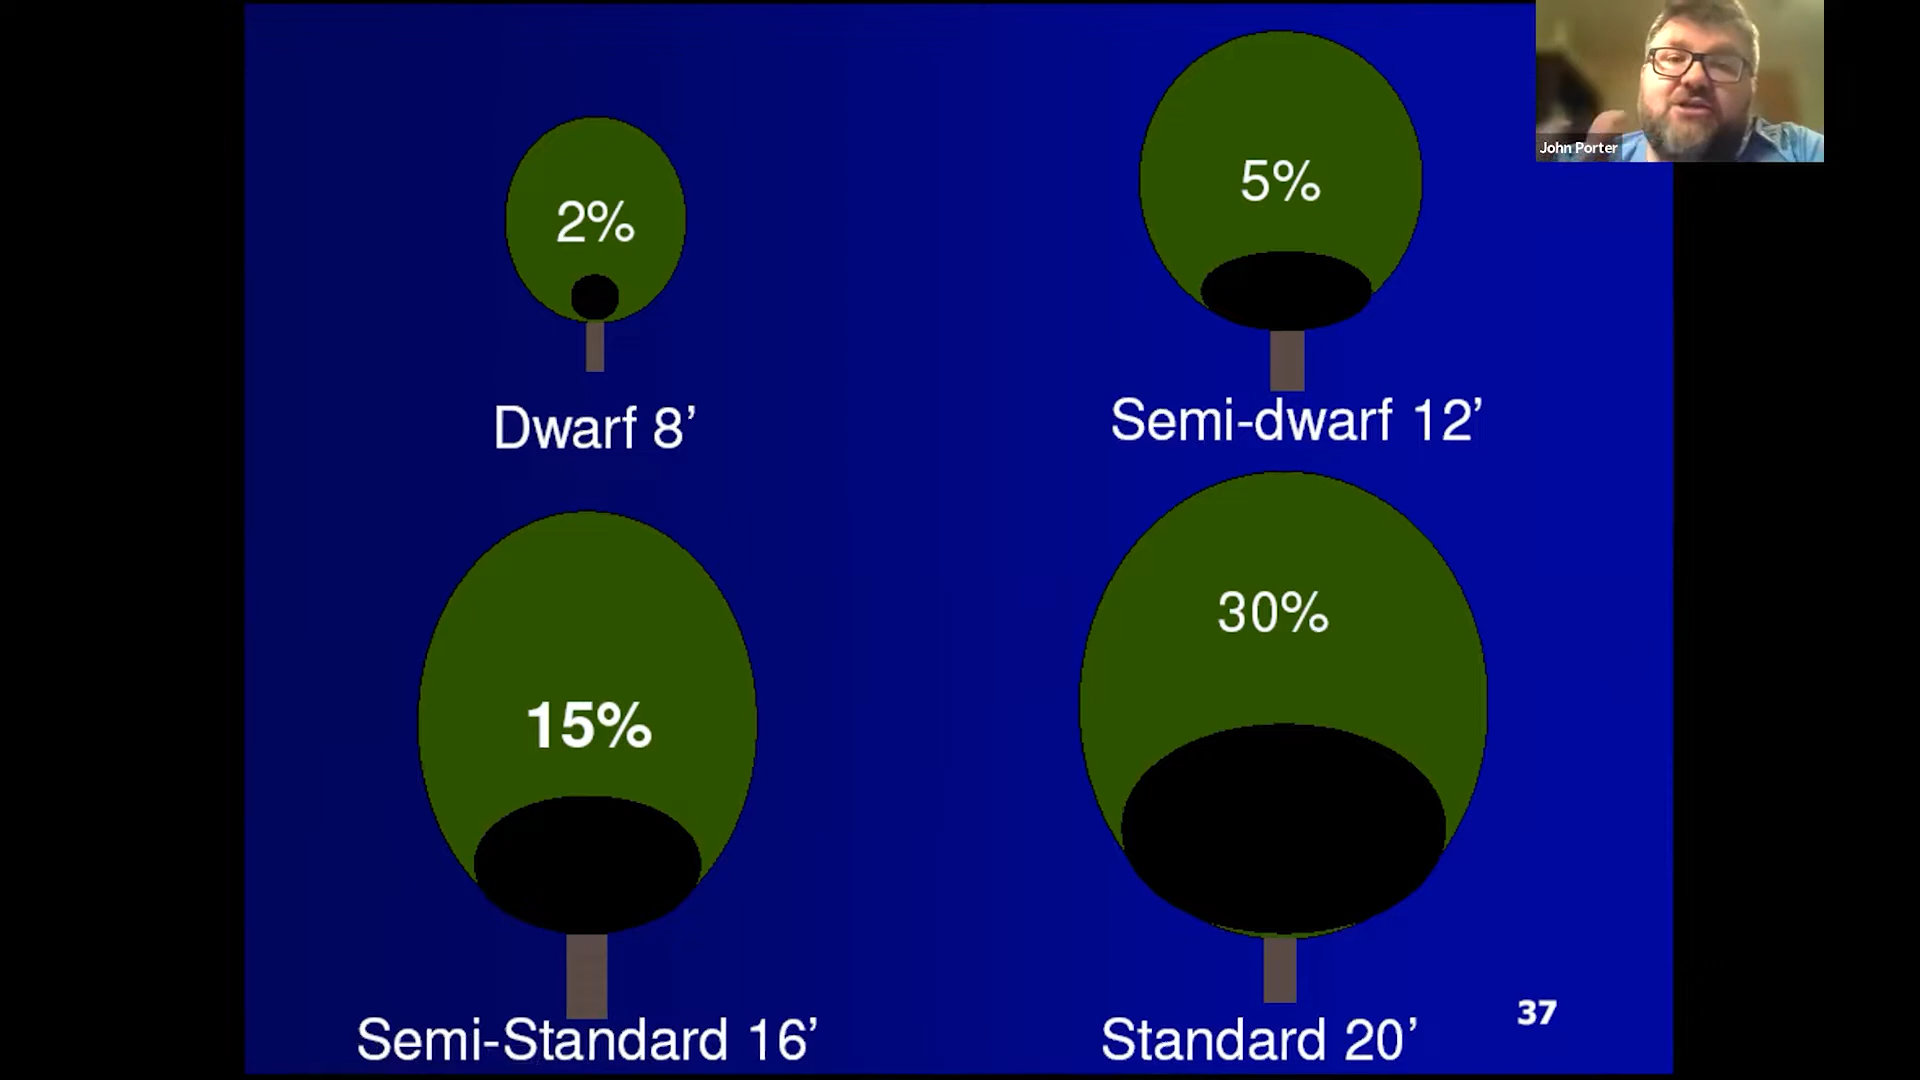 2%
5%
John Porter
Dwarf 8’
Semi-dwarf 12’
15%
30%
Semi-Standard 16’
Standard 20’
37